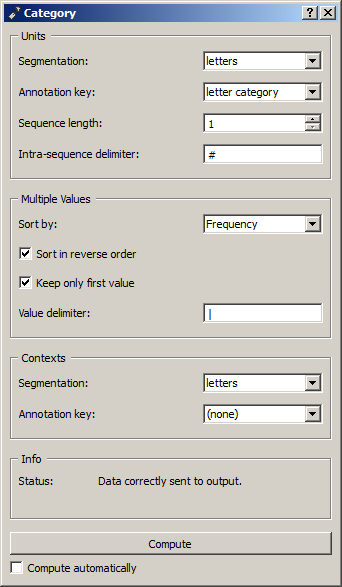 Category
Units
Segmentation: letters
Annotation key: letter category
Sequence length: 1
Intra-sequence delimiter: #
Multiple Values
Sort by: Frequency
Sort in reverse order
Keep only first value
Value delimiter: |
Contexts
Segmentation: letters
Annotation key: (none)
Info
Status: Data correctly sent to output.
Compute
Compute automatically